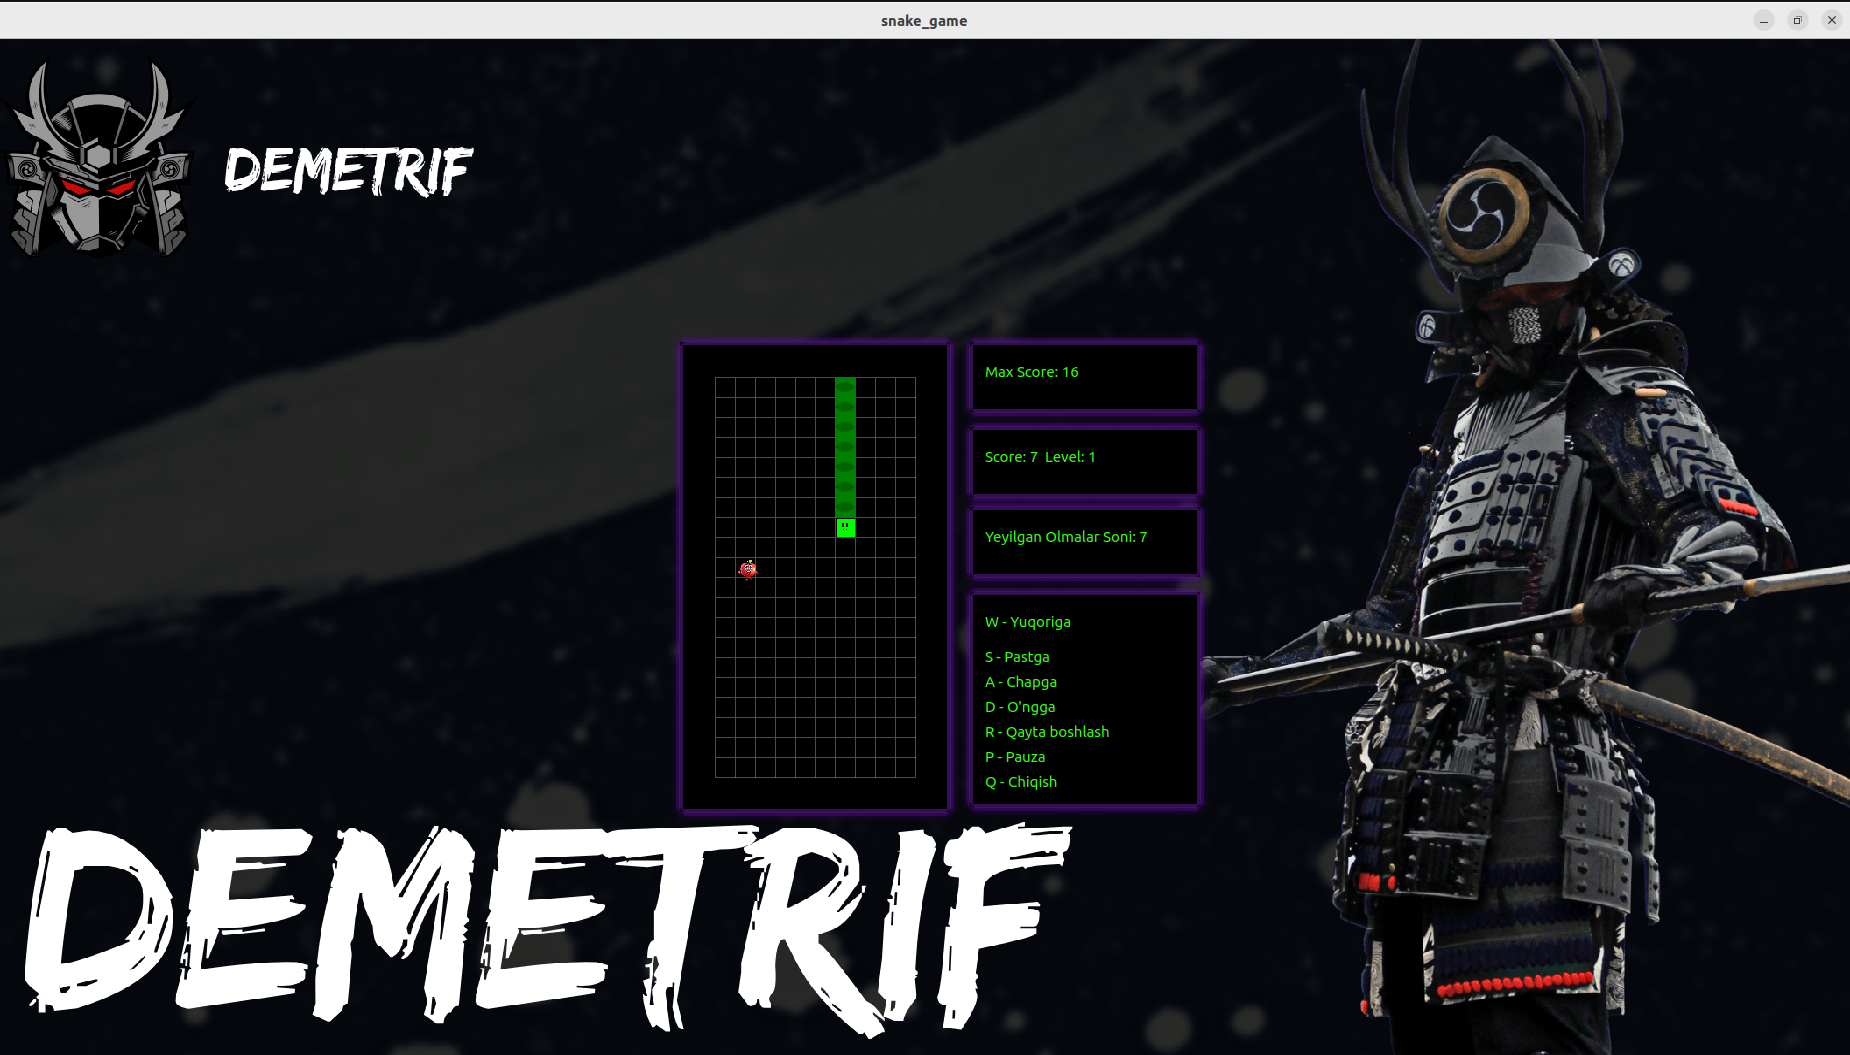 snake_game
DEMETRIF
Max Score: 16
Score: 7 Level: 1
Yeyilgan Olmalar Soni: 7
W - Yuqoriga
S - Pastga
A - Chapga
D - O'ngga
R - Qayta boshlash
P - Pauza
Q - Chiqish
DEMETRIF